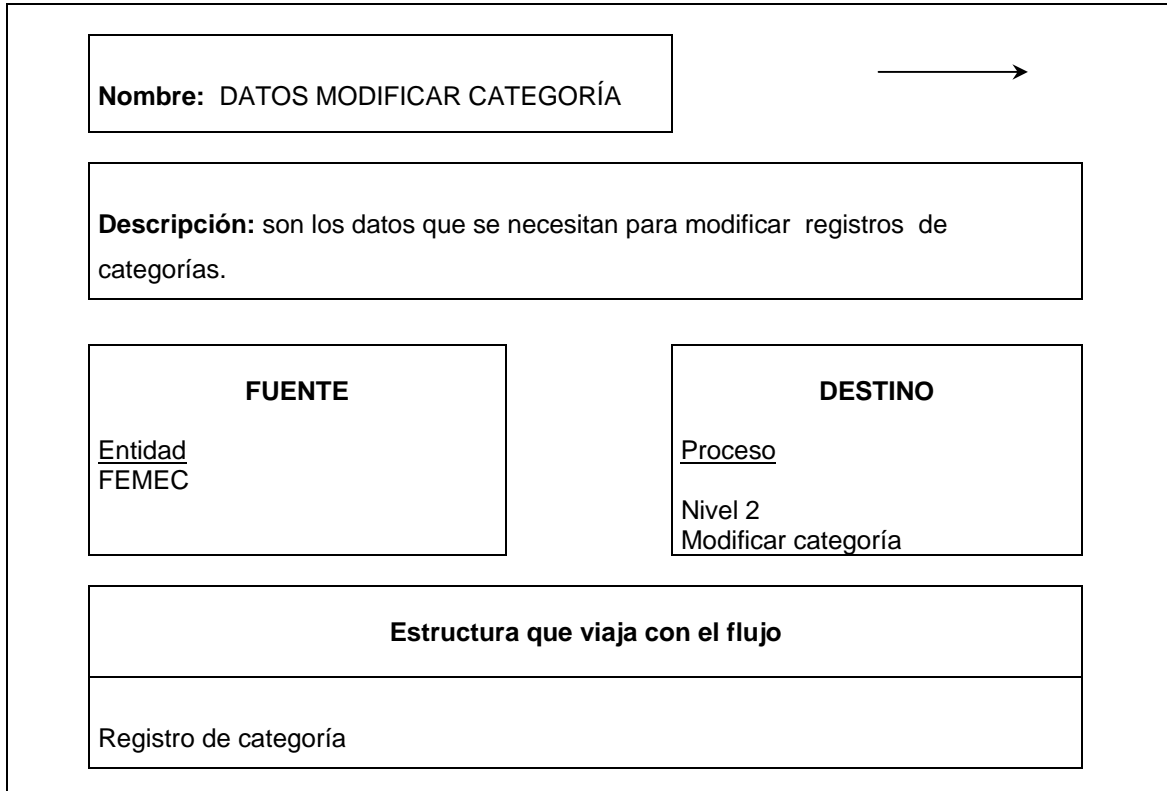 Nombre: DATOS MODIFICAR CATEGORÍA
Descripción: son los datos que se necesitan para modificar registros de
categorías.
FUENTE
Entidad
FEMEC
DESTINO
Proceso
Nivel 2
Modificar categoría
Estructura que viaja con el flujo
Registro de categoría